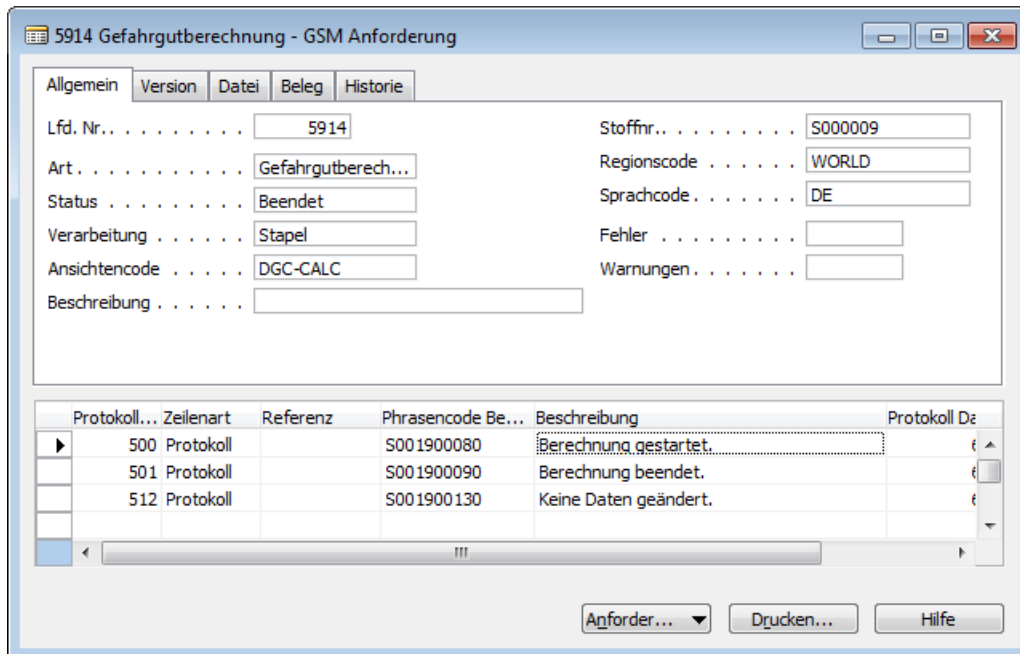 5914 Gefahrgutberechnung - GSM Anforderung
Allgemein Version Datei Beleg Historie
Lfd. Nr.. . . . . . . . . . 5914 Stoffnr.. . . . . . . . . . S000009
Art . . . . . . . . . . . Gefahrgutberech... Regionscode . . . . . . WORLD
Status . . . . . . . . . Beendet Sprachcode . . . . . . . DE
Verarbeitung . . . . . . Stapel Fehler . . . . . . . . .
Ansichtencode . . . . . DGC-CALC Warnungen . . . . . . .
Beschreibung . . . . . .
Protokoll... Zeilenart Referenz Phrasencode Be... Beschreibung Protokoll Da
500 Protokoll S001900080 Berechnung gestartet.
501 Protokoll S001900090 Berechnung beendet.
512 Protokoll S001900130 Keine Daten geändert.
Anforder... Drucken... Hilfe